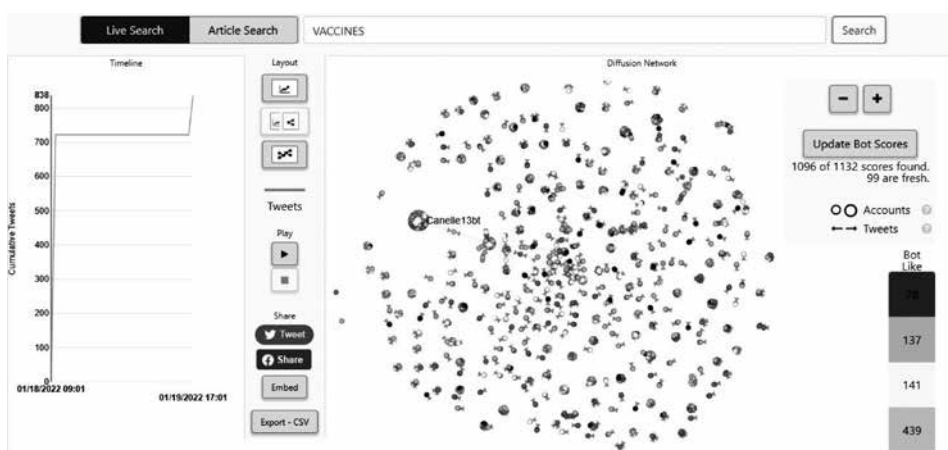 Live Search
Article Search
VACCINES
Search
Timeline
Layout
Diffusion Network
838
800
700
600
500
400
300
200
100
0
Cumulative Tweets
01/18/2022 09:01
01/19/2022 17:01
Tweets
Play
Share
Tweet
Share
Embed
Export - CSV
Canelle13bt
Update Bot Scores
1096 of 1132 scores found.
99 are fresh.
Accounts
Tweets
Bot
Like
137
141
439